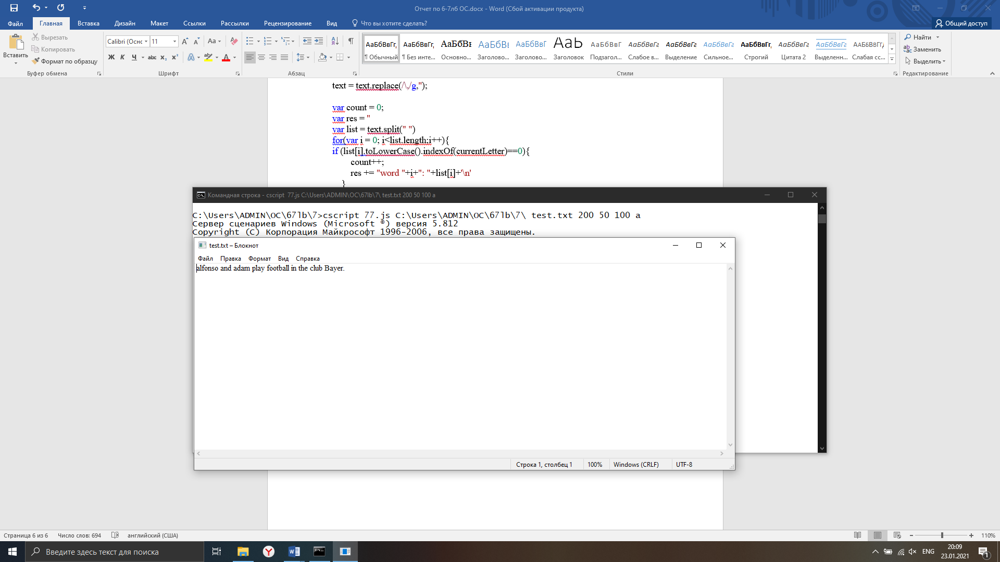 Отчет по 6-7лб ОС.docx - Word (Сбой активации продукта)
Файл Главная Вставка Дизайн Макет Ссылки Рассылки Рецензирование Вид Что вы хотите сделать? Общий доступ
Вставить
Вырезать
Копировать
Формат по образцу
Буфер обмена
Calibri (Оснс 11
Aa
Ж К Ч abc x₂ x² A ab A
Шрифт
Абзац
АаБбВвГг, АаБбВвГг, АаБбВв АаБбВв АаБбВвГ АаБ АаБбВвГ АаБбВвГг АаБбВвГг АаБбВвГг АаБбВвГг, АаБбВвГг АаБбВвГг АаБбВвГг
¶ Обычный ¶ Без инте... Основно... Заголово... Заголово... Заголовок Подзагол... Слабое в... Выделение Сильное... Строгий Цитата 2 Выделенн... Слабая сс...
Стили
Найти
Заменить
Выделить
Редактирование
text = text.replace(/\./g,'');
var count = 0;
var res = ''
var list = text.split(" ")
for(var i = 0; i<list.length;i++){
if (list[i].toLowerCase().indexOf(currentLetter)==0){
count++;
res += "word "+i+": "+list[i]+'\n'
}
Командная строка - cscript 77.js C:\Users\ADMIN\OC\67lb\7\ test.txt 200 50 100 a
C:\Users\ADMIN\OC\67lb\7>cscript 77.js C:\Users\ADMIN\OC\67lb\7\ test.txt 200 50 100 a
Сервер сценариев Windows (Microsoft ®) версия 5.812
Copyright (C) Корпорация Майкрософт 1996-2006, все права защищены.
test.txt – Блокнот
Файл Правка Формат Вид Справка
alfonso and adam play football in the club Bayer.
Строка 1, столбец 1 100% Windows (CRLF) UTF-8
Страница 6 из 6 Число слов: 694 английский (США) 110%
Введите здесь текст для поиска
ENG
20:09
23.01.2021
1